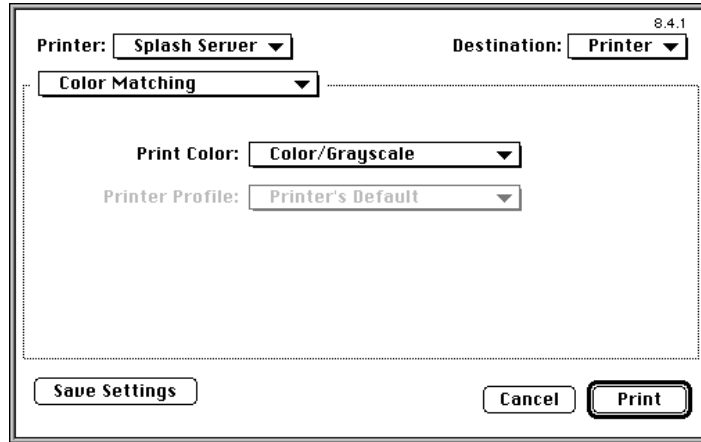 8.4.1
Printer: Splash Server Destination: Printer
Color Matching
Print Color: Color/Grayscale
Printer Profile: Printer's Default
Save Settings Cancel Print